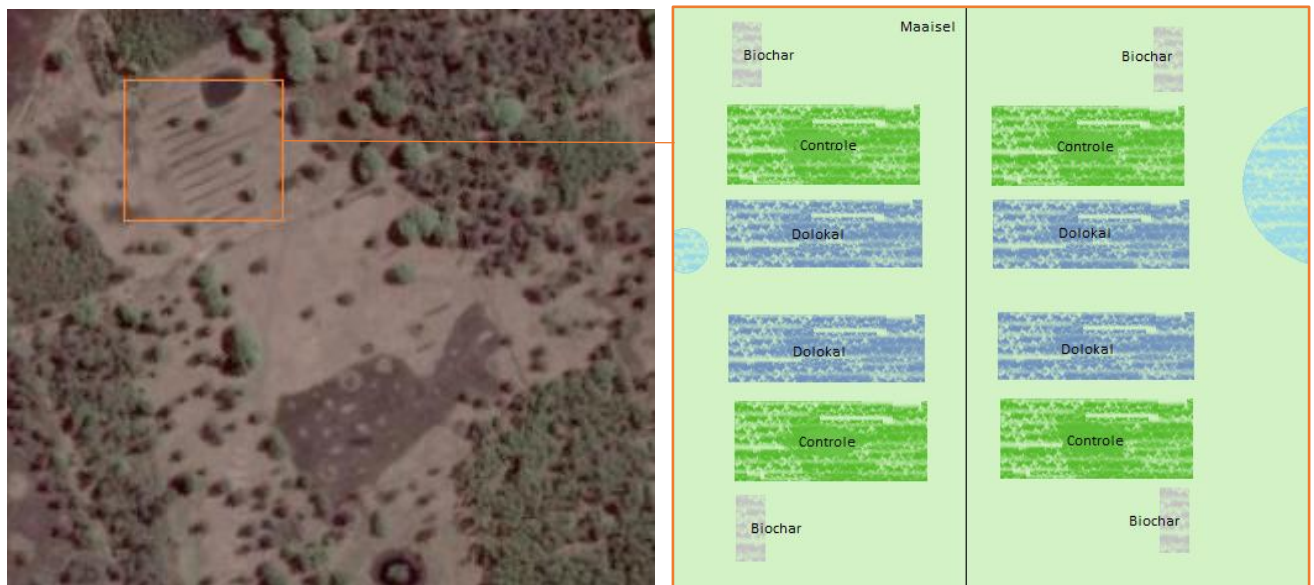 Maaisel
Biochar
Biochar
Controle
Controle
Dolokal
Dolokal
Dolokal
Dolokal
Controle
Controle
Biochar
Biochar